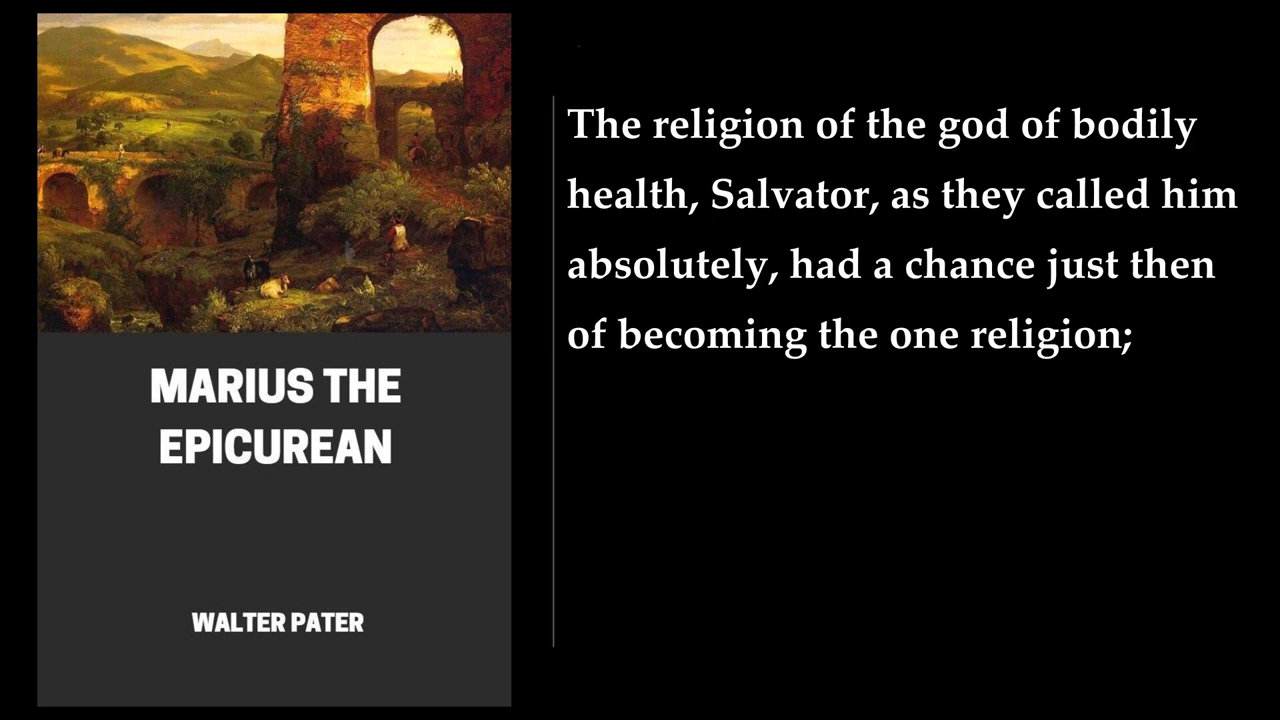 MARIUS THE
EPICUREAN
WALTER PATER
The religion of the god of bodily
health, Salvator, as they called him
absolutely, had a chance just then
of becoming the one religion;